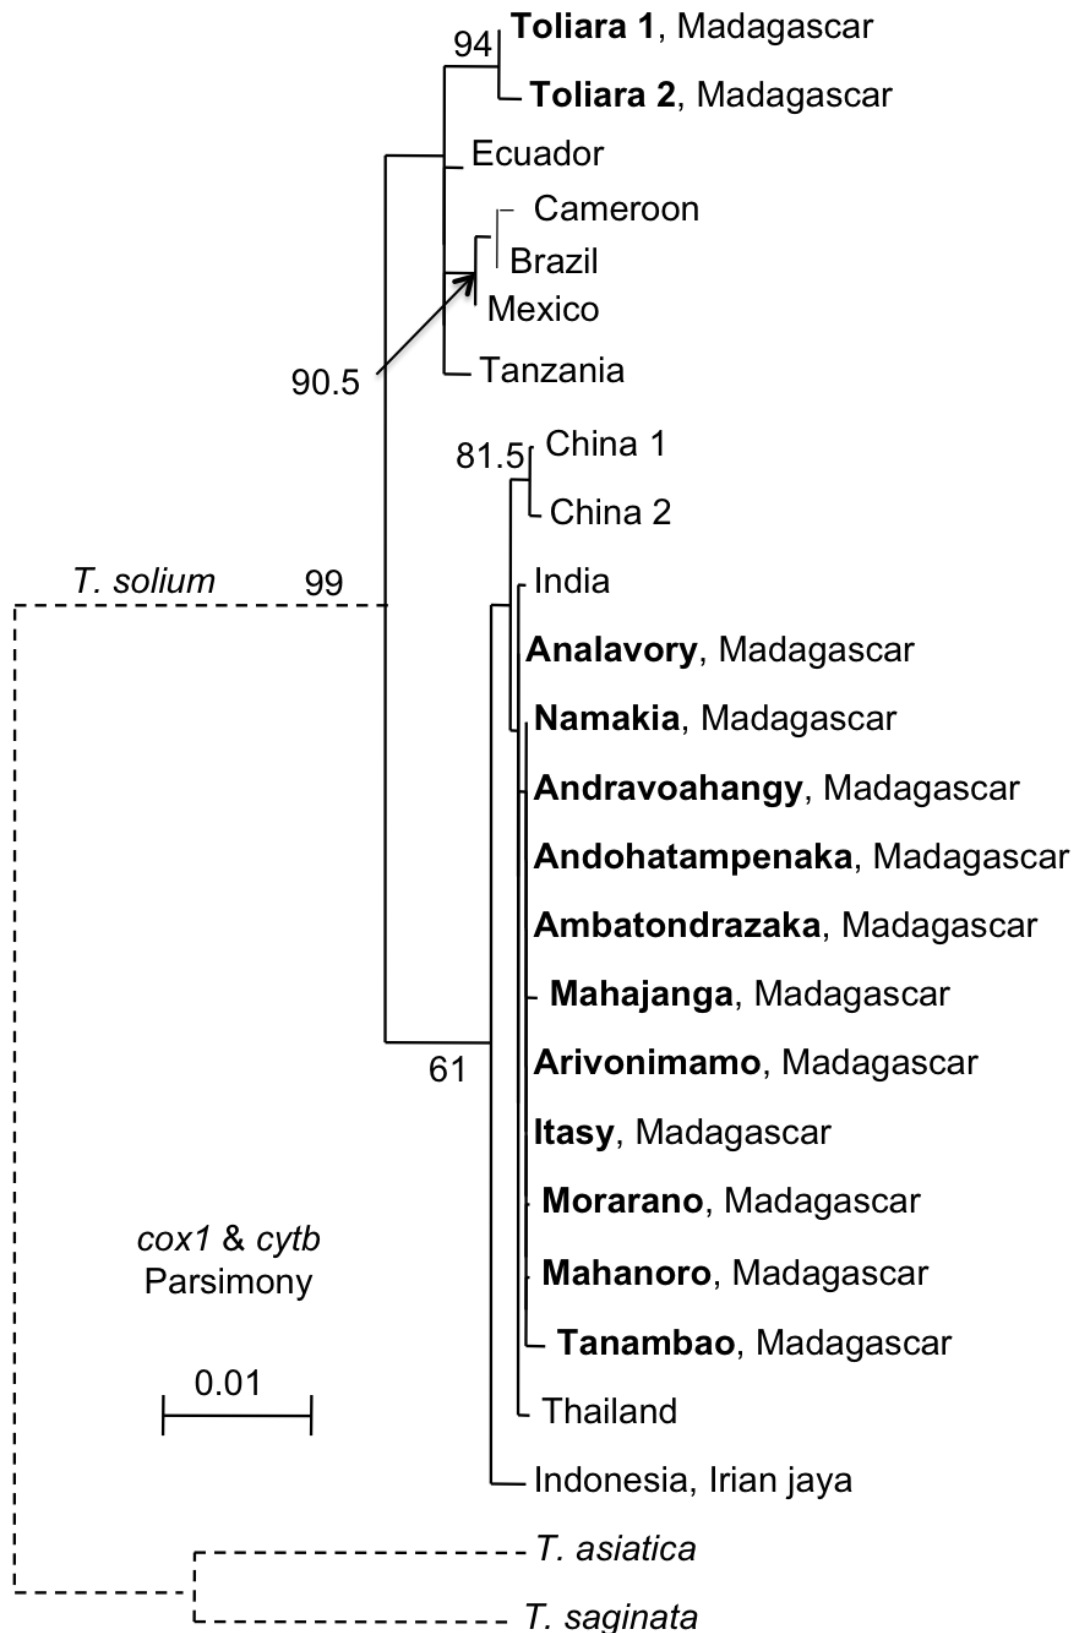 Toliara 1, Madagascar
94
Toliara 2, Madagascar
Ecuador
Cameroon
Brazil
Mexico
Tanzania
90.5
China 1
81.5
China 2
T. solium
99
India
Analavory, Madagascar
Namakia, Madagascar
Andravoahangy, Madagascar
Andohatampenaka, Madagascar
Ambatondrazaka, Madagascar
Mahajanga, Madagascar
Arivonimamo, Madagascar
61
Itasy, Madagascar
Morarano, Madagascar
cox1 & cytb
Parsimony
Mahanoro, Madagascar
Tanambao, Madagascar
0.01
Thailand
Indonesia, Irian jaya
T. asiatica
T. saginata